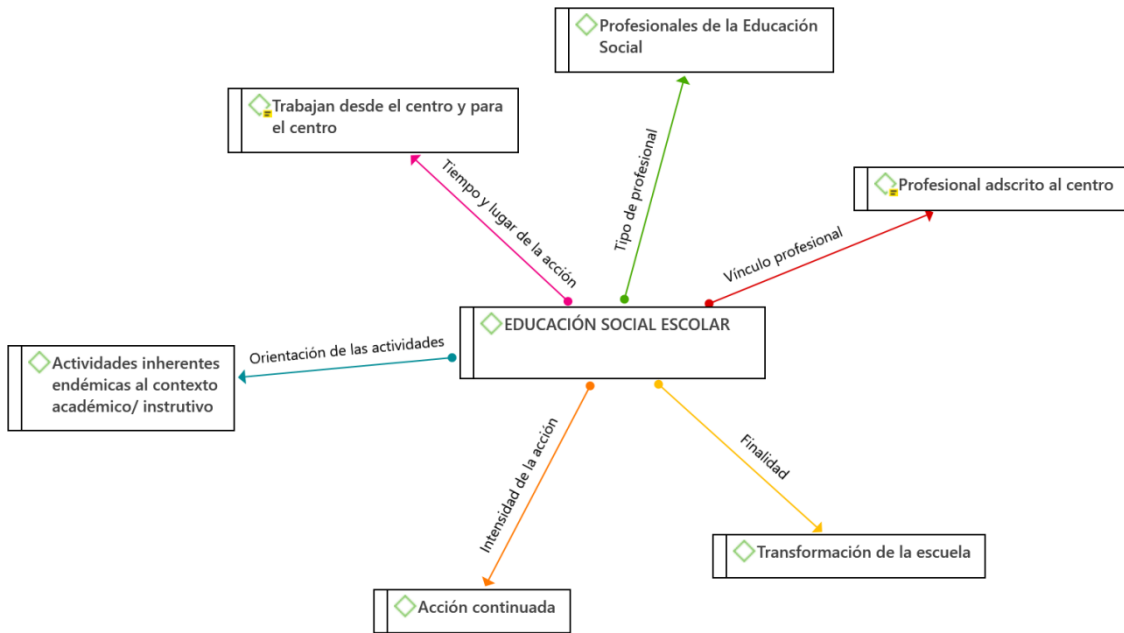 Profesionales de la Educación
Social
Trabajan desde el centro y para
el centro
Tiempo y lugar de la acción
Tipo de profesional
Profesional adscrito al centro
Vínculo profesional
EDUCACIÓN SOCIAL ESCOLAR
Orientación de las actividades
Actividades inherentes
endémicas al contexto
académico/ instrutivo
Intensidad de la acción
Finalidad
Transformación de la escuela
Acción continuada